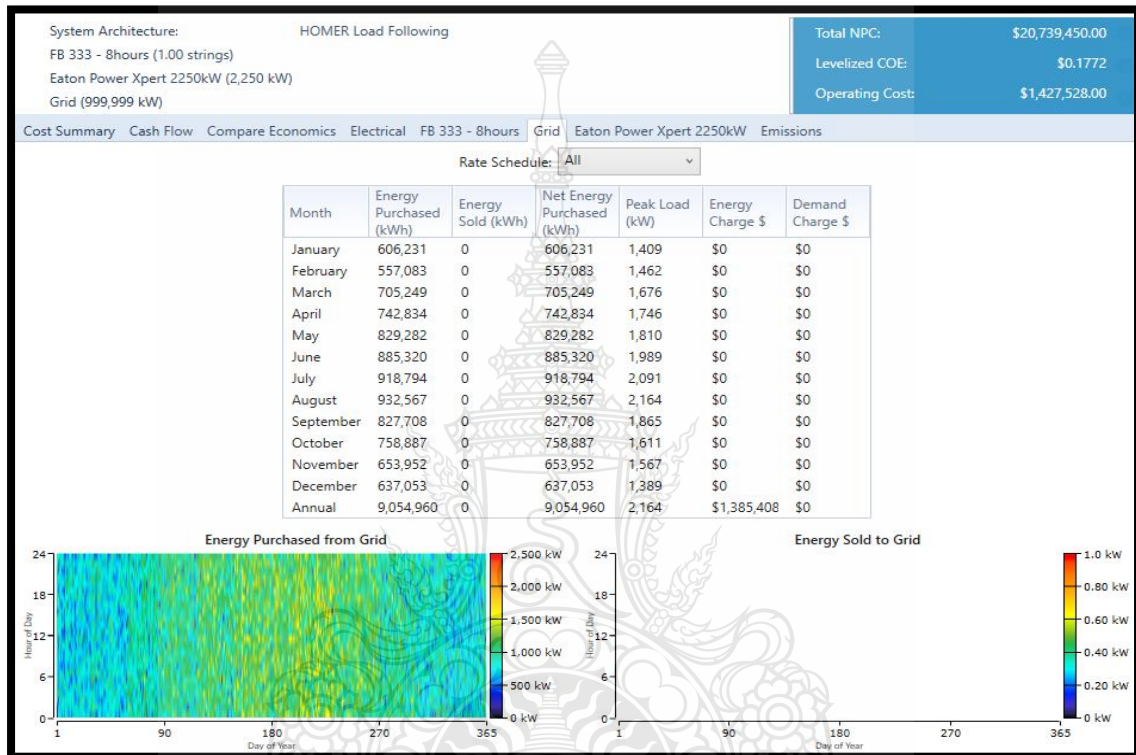 System Architecture: HOMER Load Following
FB 333 - 8hours (1.00 strings)
Eaton Power Xpert 2250kW (2,250 kW)
Grid (999,999 kW)
Total NPC: $20,739,450.00
Levelized COE: $0.1772
Operating Cost: $1,427,528.00
Cost Summary Cash Flow Compare Economics Electrical FB 333 - 8hours Grid Eaton Power Xpert 2250kW Emissions
Rate Schedule: All
Month Energy Purchased (kWh) Energy Sold (kWh) Net Energy Purchased (kWh) Peak Load (kW) Energy Charge $ Demand Charge $
January 606,231 0 606,231 1,409 $0 $0
February 557,083 0 557,083 1,462 $0 $0
March 705,249 0 705,249 1,676 $0 $0
April 742,834 0 742,834 1,746 $0 $0
May 829,282 0 829,282 1,810 $0 $0
June 885,320 0 885,320 1,989 $0 $0
July 918,794 0 918,794 2,091 $0 $0
August 932,567 0 932,567 2,164 $0 $0
September 827,708 0 827,708 1,865 $0 $0
October 758,887 0 758,887 1,611 $0 $0
November 653,952 0 653,952 1,567 $0 $0
December 637,053 0 637,053 1,389 $0 $0
Annual 9,054,960 0 9,054,960 2,164 $1,385,408 $0
Energy Purchased from Grid
24
18
12
6
0
Hour of Day
1 90 180 270 365
Day of Year
2,500 kW
2,000 kW
1,500 kW
1,000 kW
500 kW
0 kW
Energy Sold to Grid
24
18
12
6
0
Hour of Day
1 90 180 270 365
Day of Year
1.0 kW
0.80 kW
0.60 kW
0.40 kW
0.20 kW
0 kW